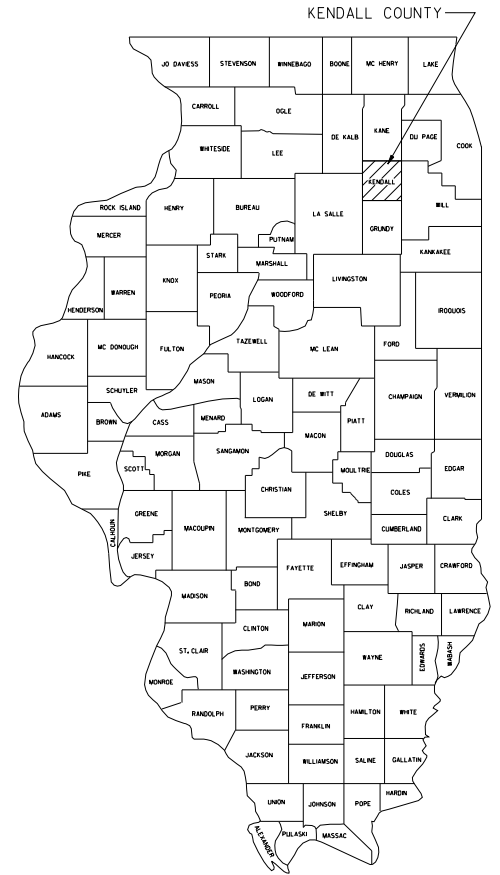 KENDALL COUNTY
JO DAVIESS STEVENSON WINNEBAGO BOONE MC HENRY LAKE
CARROLL OGLE DE KALB KANE DU PAGE COOK
WHITESIDE LEE KENDALL
ROCK ISLAND HENRY BUREAU LA SALLE GRUNDY WILL
MERCER PUTNAM KANKAKEE
STARK MARSHALL
HENDERSON WARREN KNOX PEORIA WOODFORD LIVINGSTON IROQUOIS
HANCOCK MC DONOUGH FULTON TAZEWELL MC LEAN FORD
SCHUYLER MASON LOGAN DE WITT CHAMPAIGN VERMILION
ADAMS BROWN CASS MENARD MACON PIATT
PIKE SCOTT MORGAN SANGAMON MOULTRIE DOUGLAS EDGAR
CHRISTIAN COLES
CALHOUN GREENE MACOUPIN MONTGOMERY SHELBY CUMBERLAND CLARK
JERSEY FAYETTE EFFINGHAM JASPER CRAWFORD
MADISON BOND CLAY RICHLAND LAWRENCE
CLINTON MARION
ST. CLAIR WAYNE EDWARDS WABASH
MONROE WASHINGTON JEFFERSON
RANDOLPH PERRY FRANKLIN HAMILTON WHITE
JACKSON WILLIAMSON SALINE GALLATIN
UNION JOHNSON POPE HARDIN
ALEXANDER PULASKI MASSAC